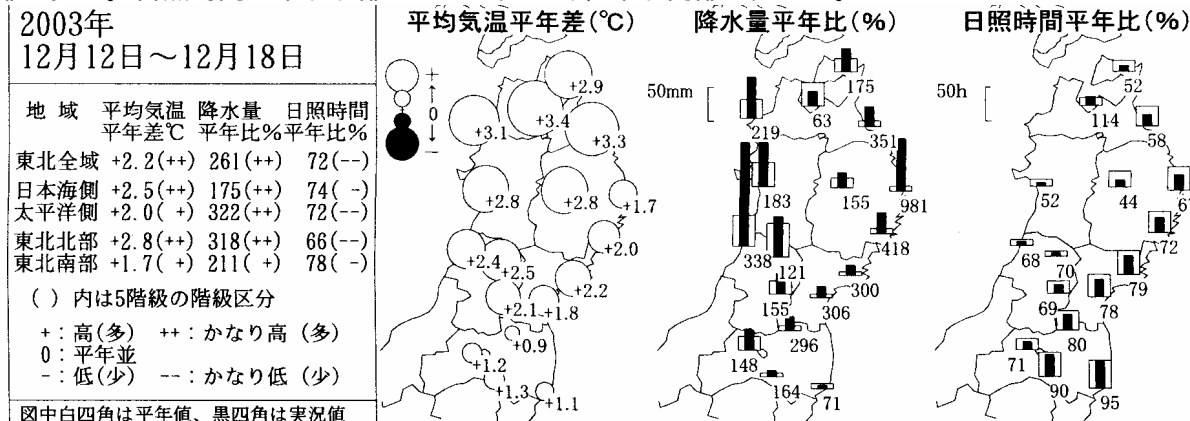 2003年
12月12日～12月18日
地 域 平均気温 降水量 日照時間
平年差℃ 平年比% 平年比%
東北全域 +2.2(++) 261(++) 72(--)
日本海側 +2.5(++) 175(++) 74( -)
太平洋側 +2.0( +) 322(++) 72(--)
東北北部 +2.8(++) 318(++) 66(--)
東北南部 +1.7( +) 211( +) 78( -)
( ) 内は5階級の階級区分
+：高(多) ++：かなり高 (多)
0：平年並
-：低(少) --：かなり低 (少)
図中白四角は平年値、黒四角は実況値
平均気温平年差(℃)
+
↑
0
↓
-
+2.9
+3.4
+3.1
+3.3
+2.8
+2.8
+1.7
+2.0
+2.4
+2.5
+2.2
+2.1
+1.8
+0.9
+1.2
+1.3
+1.1
降水量平年比(%)
50mm
175
219
63
351
183
155
981
418
338
121
300
155
306
296
148
164
71
日照時間平年比(%)
50h
52
114
58
52
44
72
68
70
79
69
78
80
71
90
95